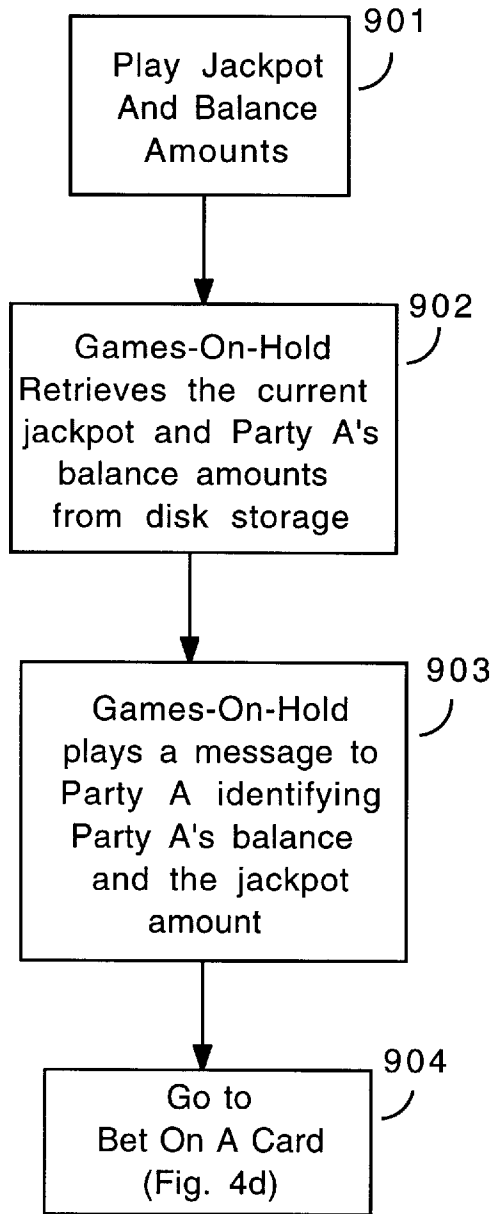 901
Play Jackpot
And Balance
Amounts
902
Games-On-Hold
Retrieves the current
jackpot and Party A's
balance amounts
from disk storage
903
Games-On-Hold
plays a message to
Party A identifying
Party A's balance
and the jackpot
amount
904
Go to
Bet On A Card
(Fig. 4d)